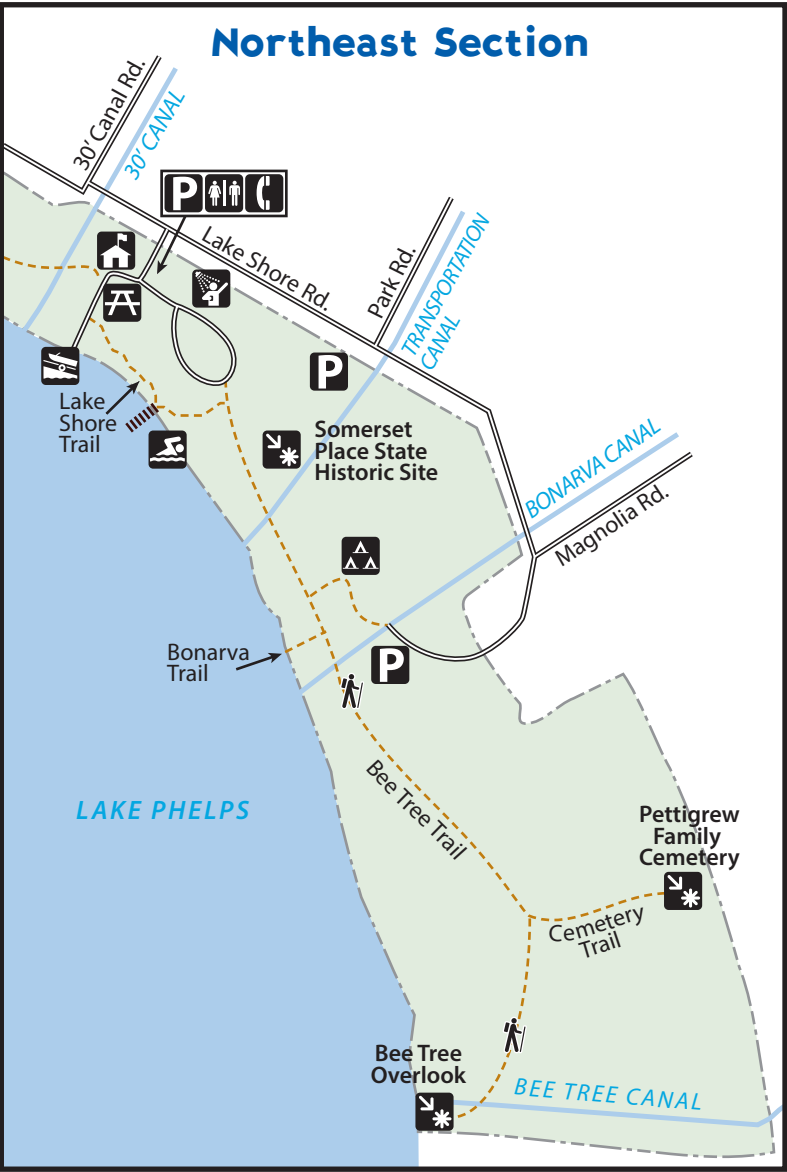 Northeast Section
30' Canal Rd.
30' CANAL
P
Lake Shore Rd.
Park Rd.
TRANSPORTATION
CANAL
P
Lake
Shore
Trail
Somerset
Place State
Historic Site
BONARVA CANAL
Magnolia Rd.
Bonarva
Trail
P
Bee Tree Trail
LAKE PHELPS
Pettigrew
Family
Cemetery
Cemetery
Trail
Bee Tree
Overlook
BEE TREE CANAL